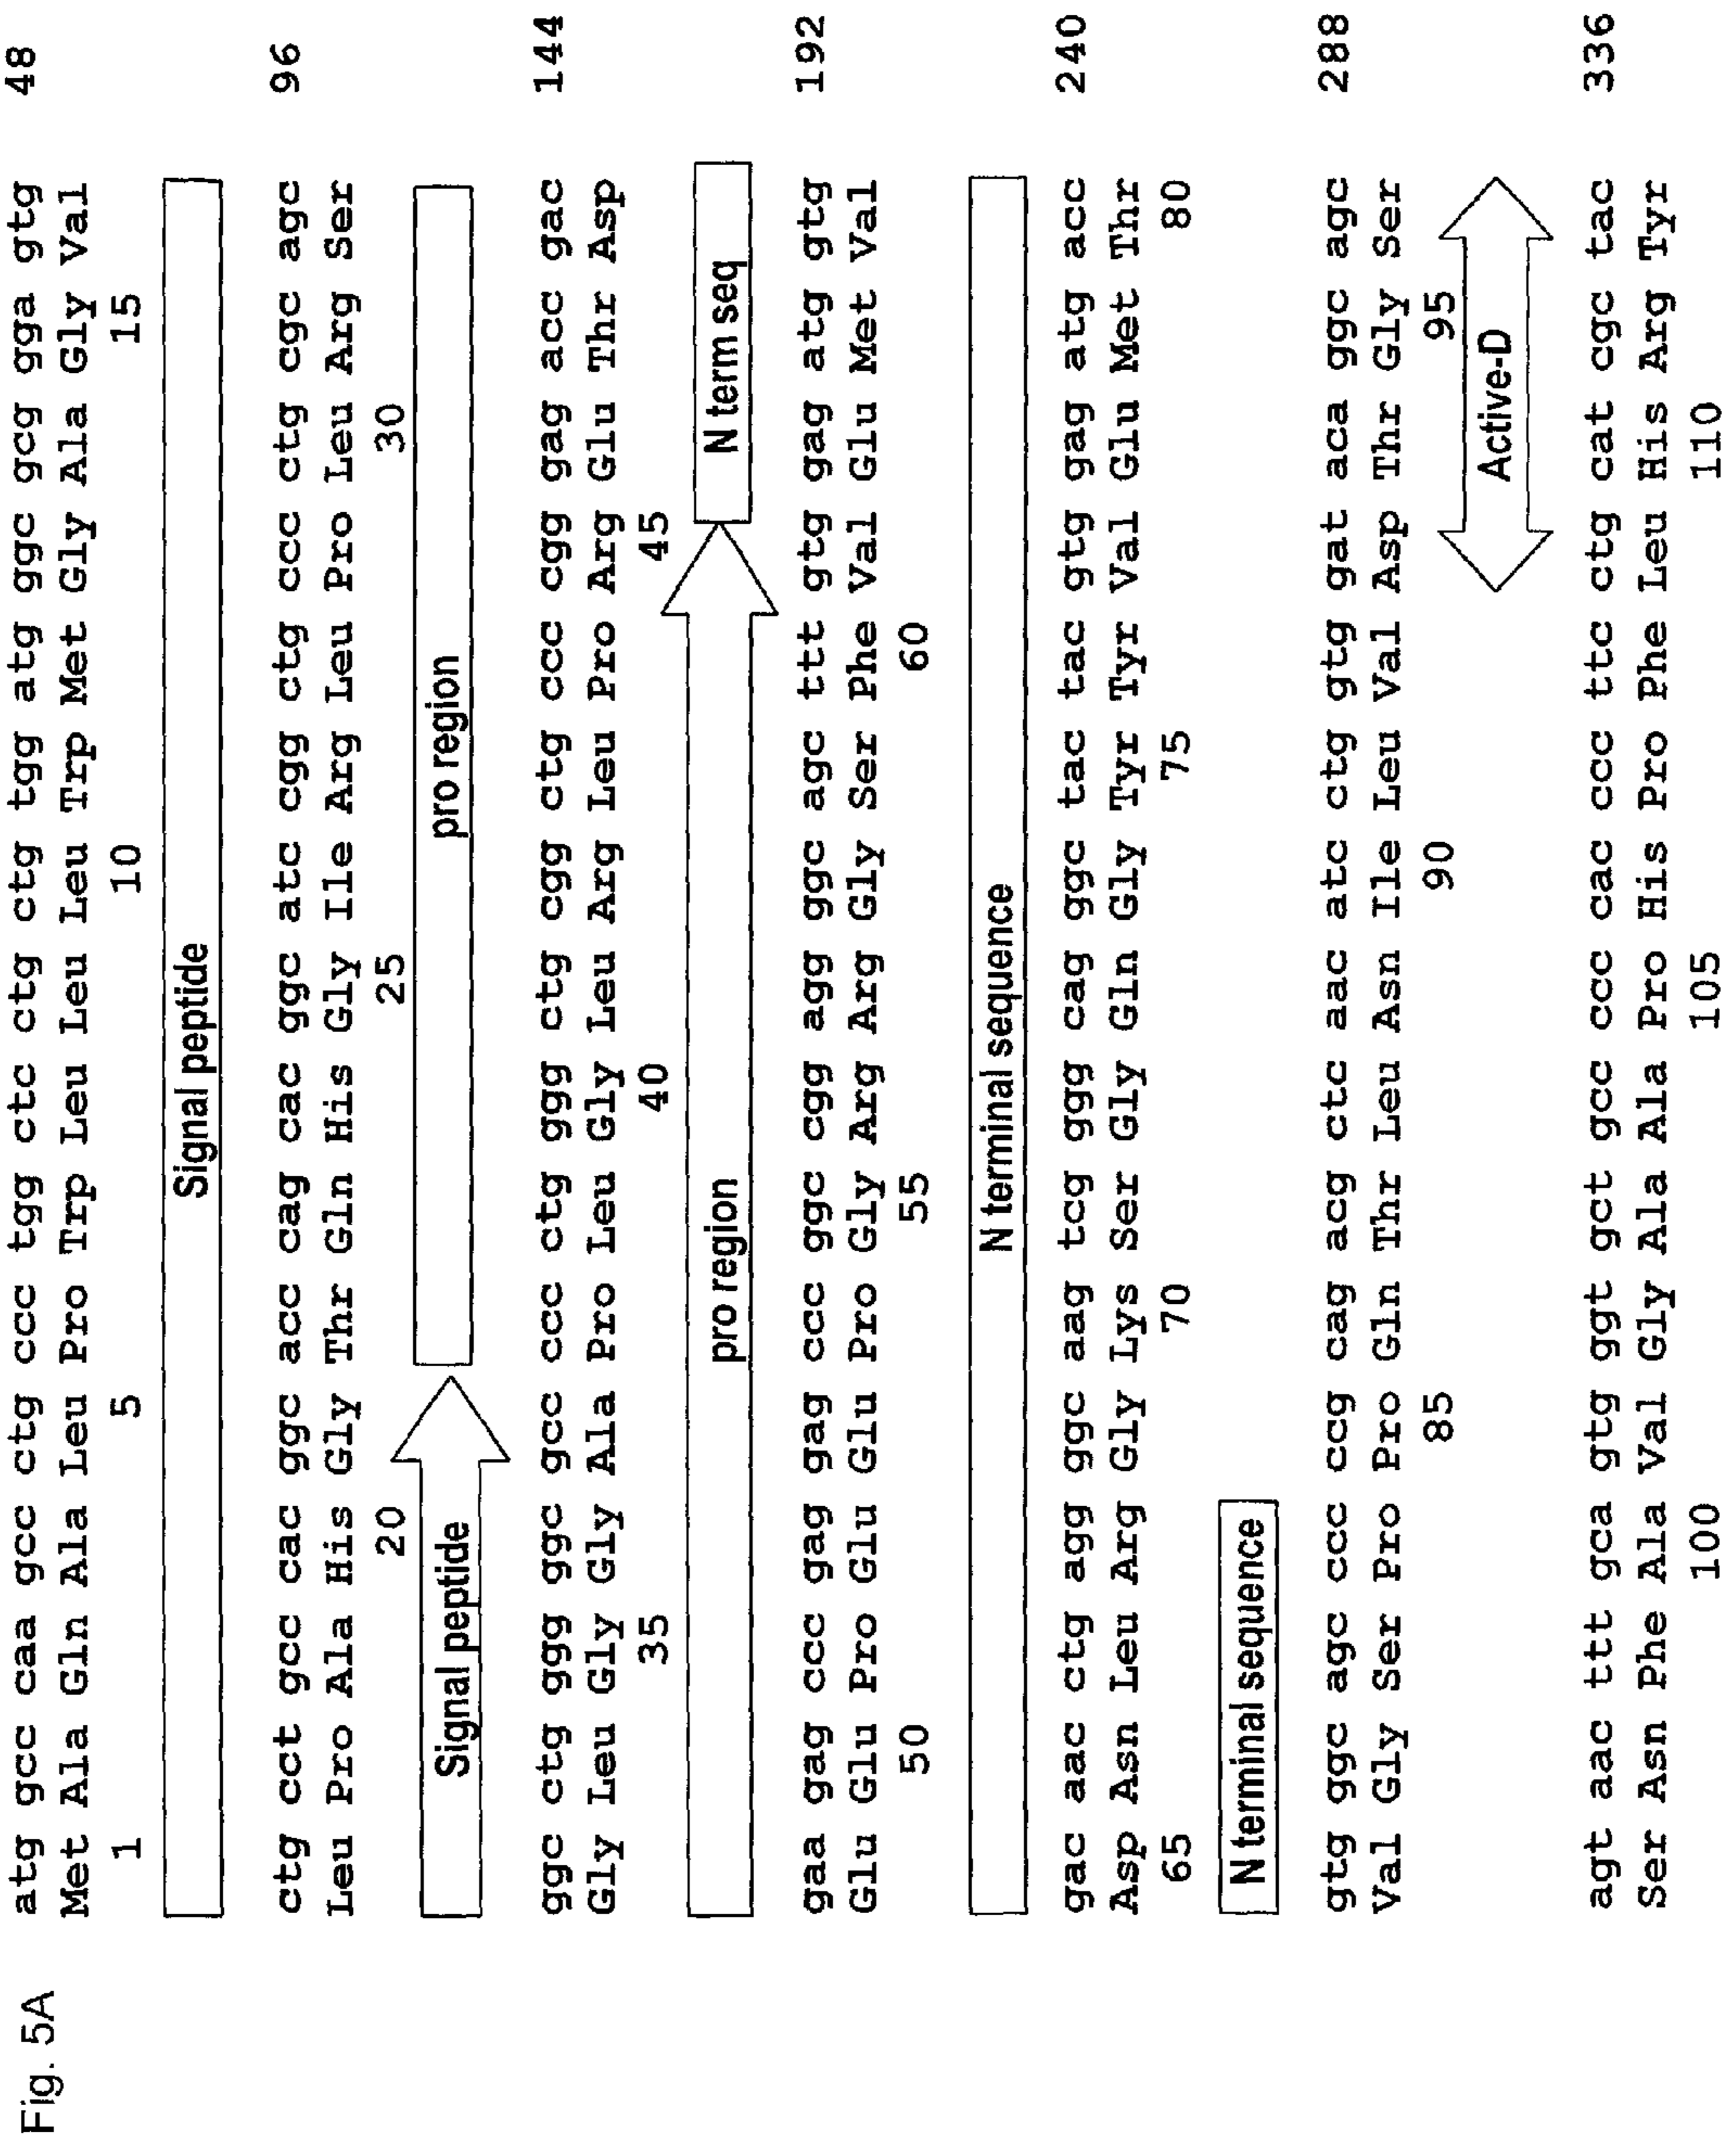 Fig. 5A
atg gcc caa gcc ctg ccc tgg ctc ctg ctg tgg atg ggc gcg gga gtg 48
Met Ala Gln Ala Leu Pro Trp Leu Leu Leu Trp Met Gly Ala Gly Val
1 5 10 15
Signal peptide
ctg cct gcc cac ggc acc cag cac ggc atc cgg ctg ccc ctg cgc agc 96
Leu Pro Ala His Gly Thr Gln His Gly Ile Arg Leu Pro Leu Arg Ser
20 25 30
Signal peptide pro region
ggc ctg ggg ggc gcc ccc ctg ggg ctg cgg ctg ccc cgg gag acc gac 144
Gly Leu Gly Gly Ala Pro Leu Gly Leu Arg Leu Pro Arg Glu Thr Asp
35 40 45
pro region N term seq
gaa gag ccc gag gag ccc ggc cgg agg ggc agc ttt gtg gag atg gtg 192
Glu Glu Pro Glu Glu Pro Gly Arg Arg Gly Ser Phe Val Glu Met Val
50 55 60
N terminal sequence
gac aac ctg agg ggc aag tcg ggg cag ggc tac tac gtg gag atg acc 240
Asp Asn Leu Arg Gly Lys Ser Gly Gln Gly Tyr Tyr Val Glu Met Thr
65 70 75 80
N terminal sequence
gtg ggc agc ccc ccg cag acg ctc aac atc ctg gtg gat aca ggc agc 288
Val Gly Ser Pro Pro Gln Thr Leu Asn Ile Leu Val Asp Thr Gly Ser
85 90 95
Active-D
agt aac ttt gca gtg ggt gct gcc ccc cac ccc ttc ctg cat cgc tac 336
Ser Asn Phe Ala Val Gly Ala Ala Pro His Pro Phe Leu His Arg Tyr
100 105 110